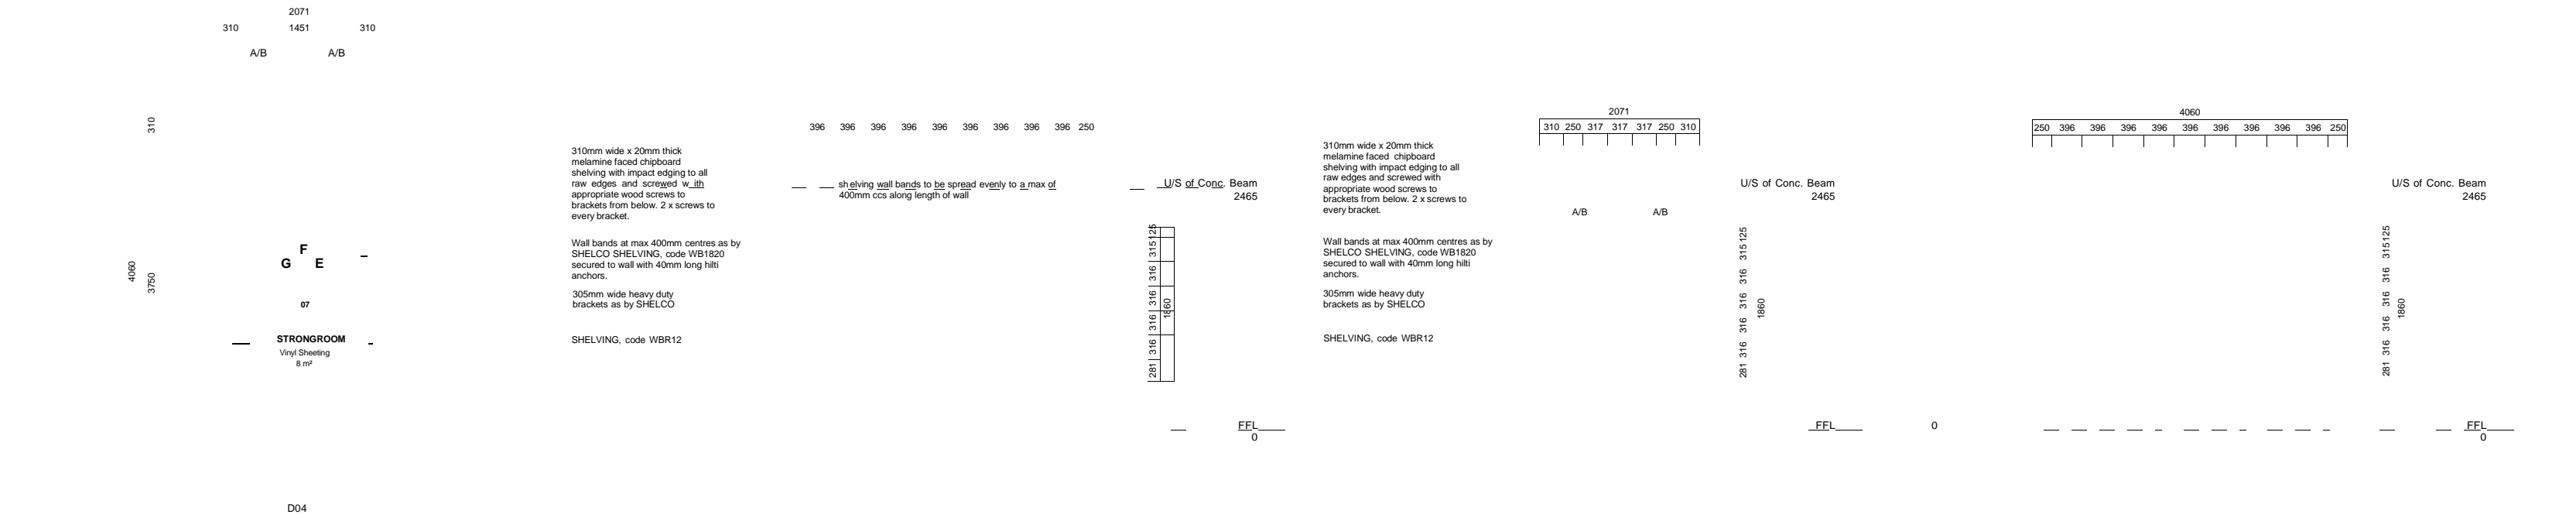 2071
310 1451 310
A/B A/B
310
4060
3750
F
G E
07
STRONGROOM
Vinyl Sheeting
8 m²
D04
310mm wide x 20mm thick
melamine faced chipboard
shelving with impact edging to all
raw edges and screwed with
appropriate wood screws to
brackets from below. 2 x screws to
every bracket.
Wall bands at max 400mm centres as by
SHELCO SHELVING, code WB1820
secured to wall with 40mm long hilti
anchors.
305mm wide heavy duty
brackets as by SHELCO
SHELVING, code WBR12
396 396 396 396 396 396 396 396 396 250
shelving wall bands to be spread evenly to a max of
400mm ccs along length of wall
U/S of Conc. Beam
2465
125
315
316
316
316
316
281
1860
FFL
0
310mm wide x 20mm thick
melamine faced chipboard
shelving with impact edging to all
raw edges and screwed with
appropriate wood screws to
brackets from below. 2 x screws to
every bracket.
Wall bands at max 400mm centres as by
SHELCO SHELVING, code WB1820
secured to wall with 40mm long hilti
anchors.
305mm wide heavy duty
brackets as by SHELCO
SHELVING, code WBR12
2071
310 250 317 317 317 250 310
A/B A/B
U/S of Conc. Beam
2465
125
315
316
316
316
316
281
1860
FFL 0
4060
250 396 396 396 396 396 396 396 396 396 250
U/S of Conc. Beam
2465
125
315
316
316
316
316
281
1860
FFL
0